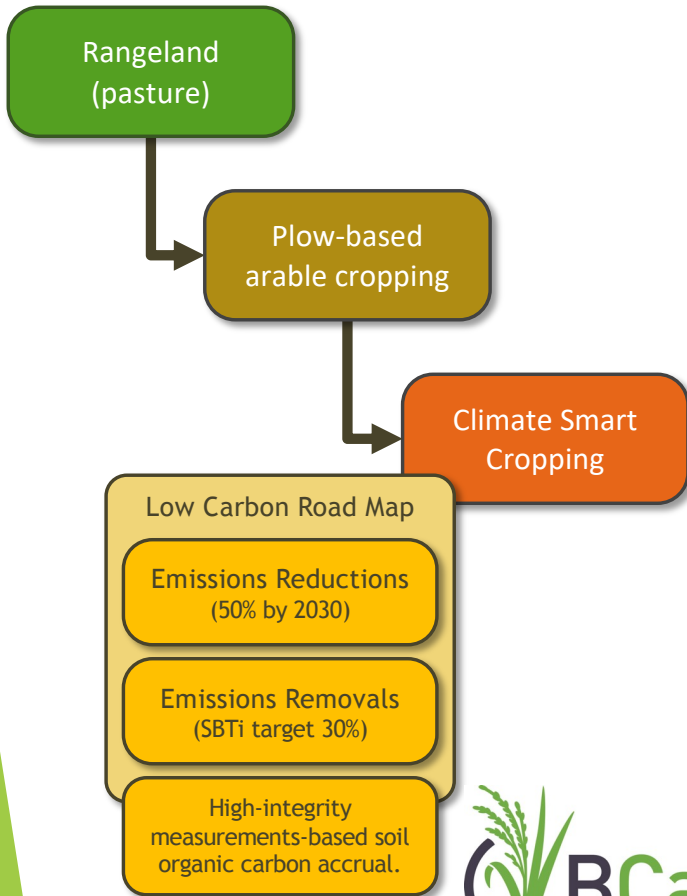 Rangeland
(pasture)
Plow-based
arable cropping
Climate Smart
Cropping
Low Carbon Road Map
Emissions Reductions
(50% by 2030)
Emissions Removals
(SBTi target 30%)
High-integrity
measurements-based soil
organic carbon accrual.